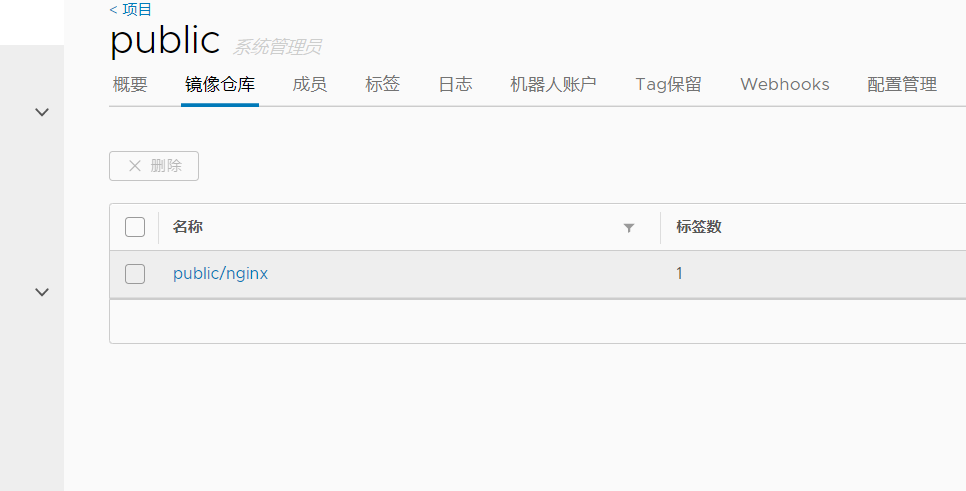 < 项目
public 系统管理员
概要 镜像仓库 成员 标签 日志 机器人账户 Tag保留 Webhooks 配置管理
删除
名称 标签数
public/nginx 1